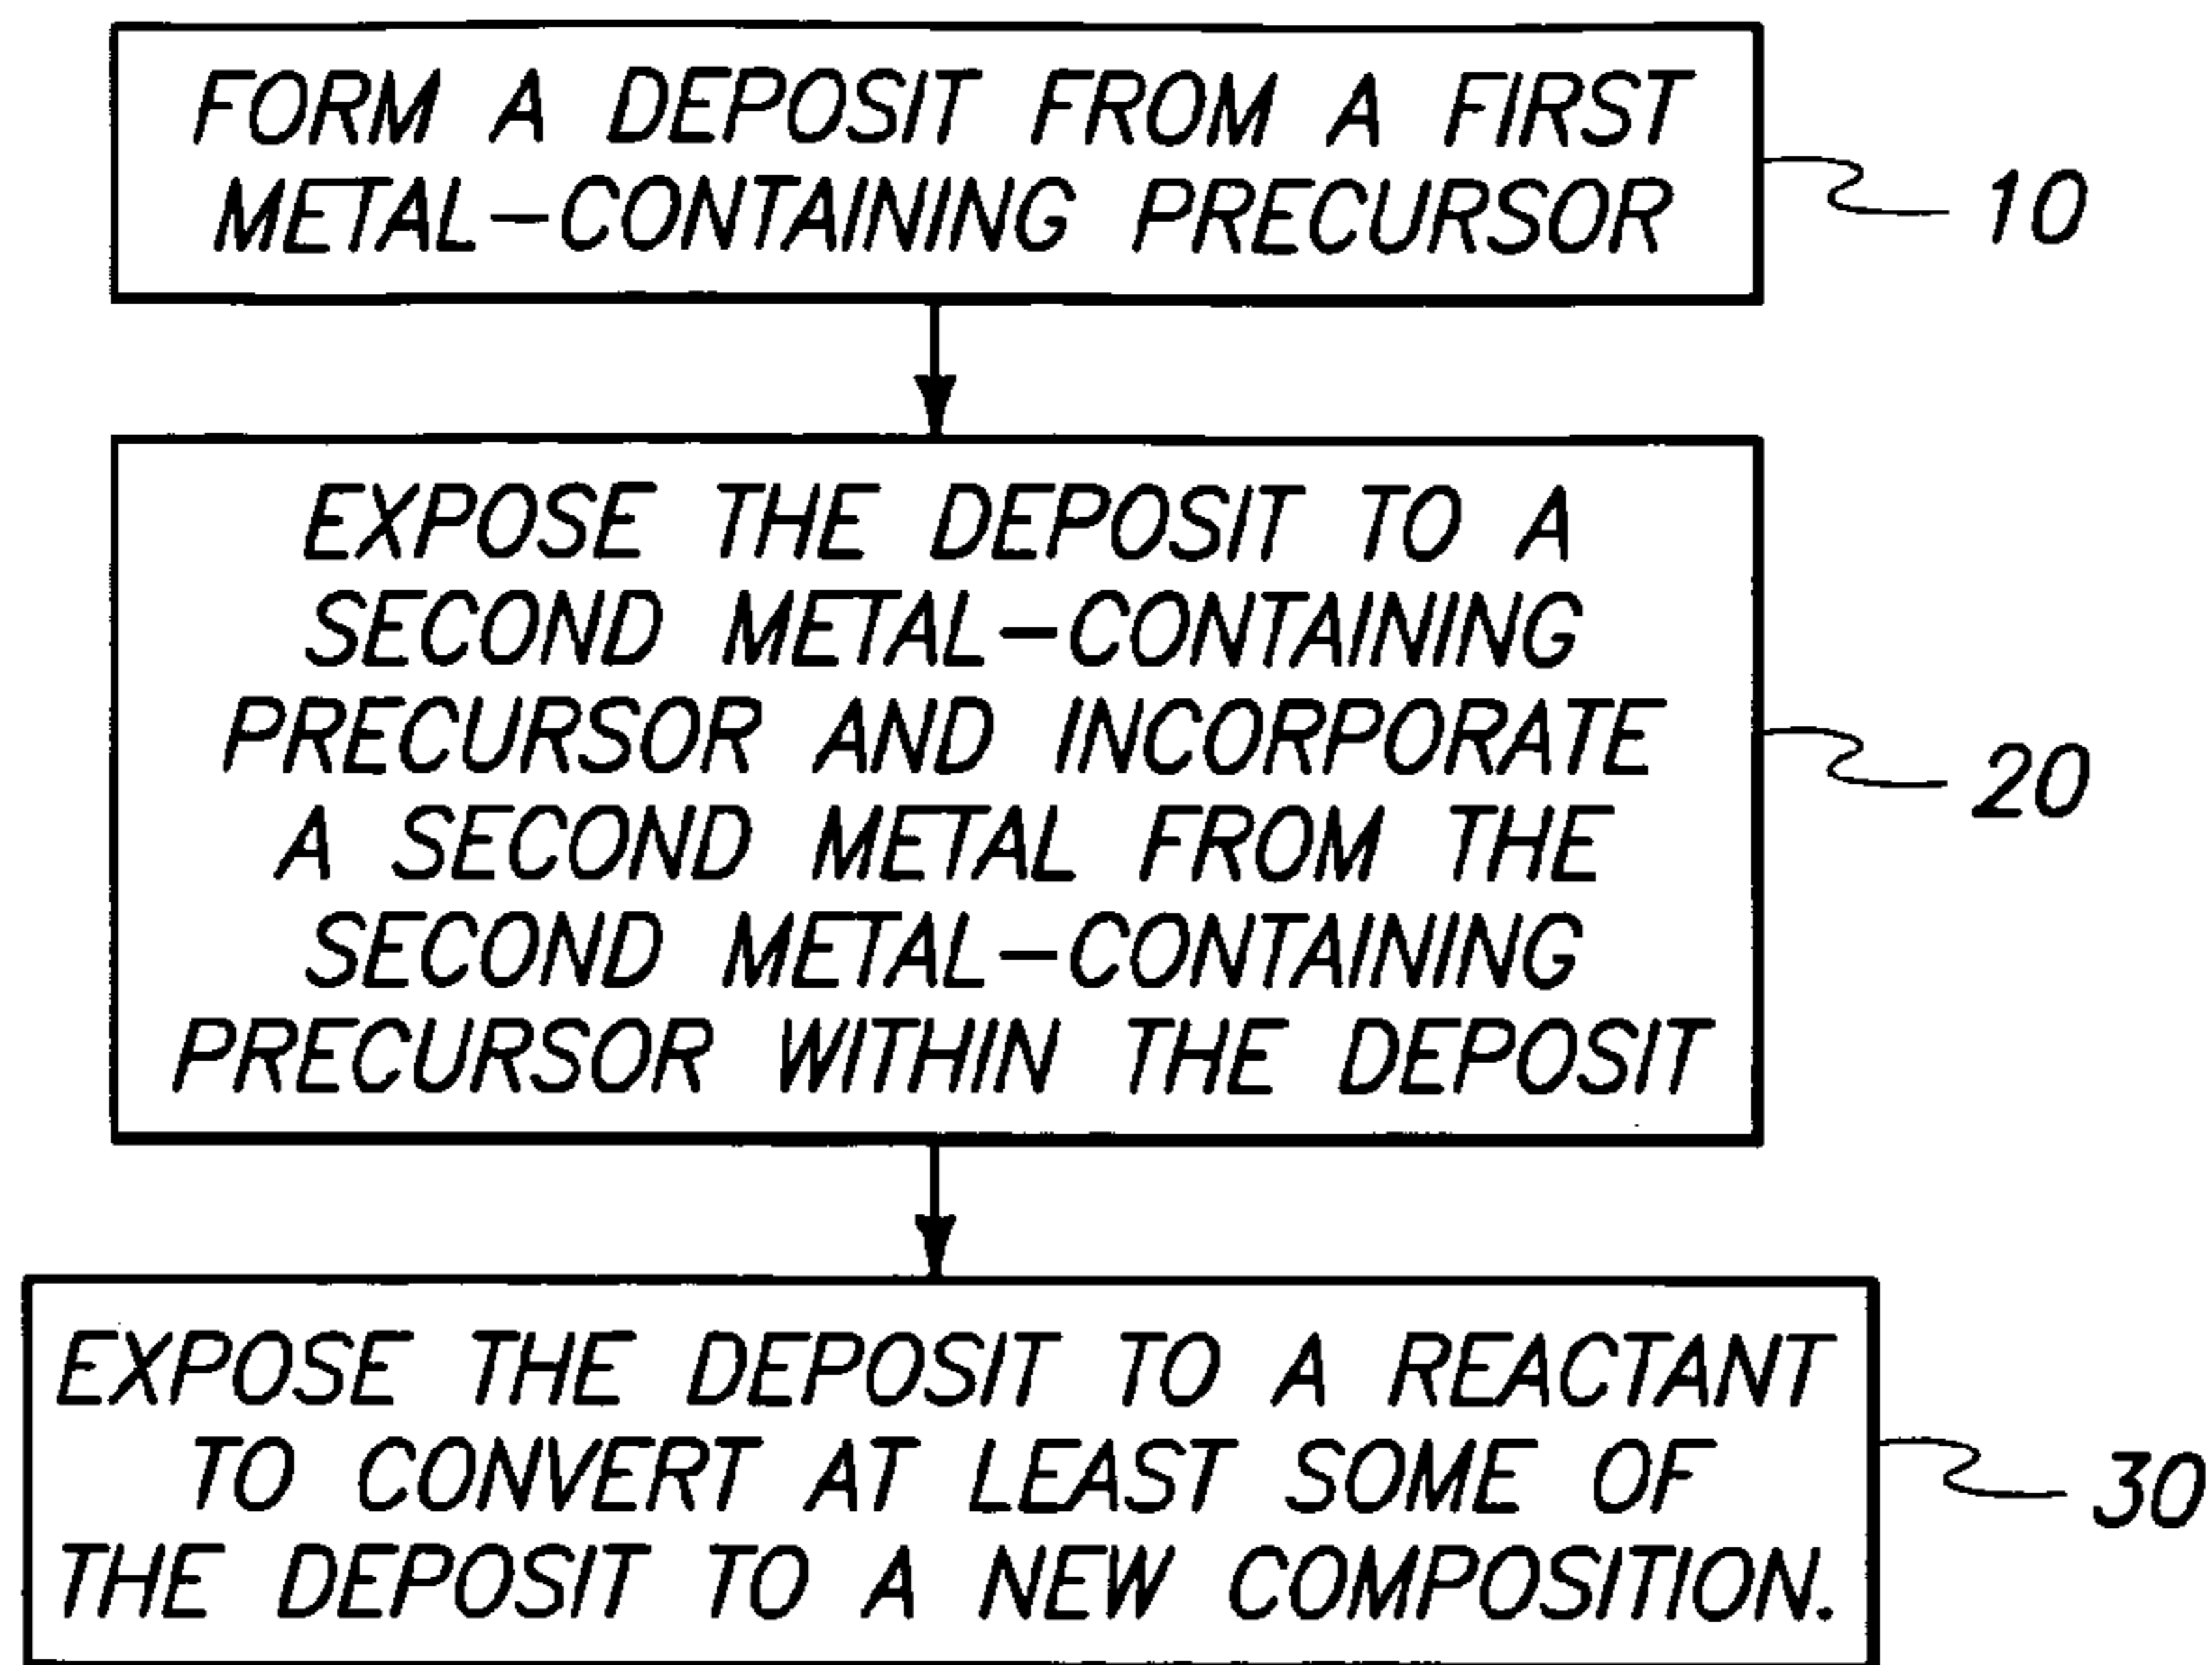 FORM A DEPOSIT FROM A FIRST
METAL-CONTAINING PRECURSOR
10
EXPOSE THE DEPOSIT TO A
SECOND METAL-CONTAINING
PRECURSOR AND INCORPORATE
A SECOND METAL FROM THE
SECOND METAL-CONTAINING
PRECURSOR WITHIN THE DEPOSIT
20
EXPOSE THE DEPOSIT TO A REACTANT
TO CONVERT AT LEAST SOME OF
THE DEPOSIT TO A NEW COMPOSITION.
30